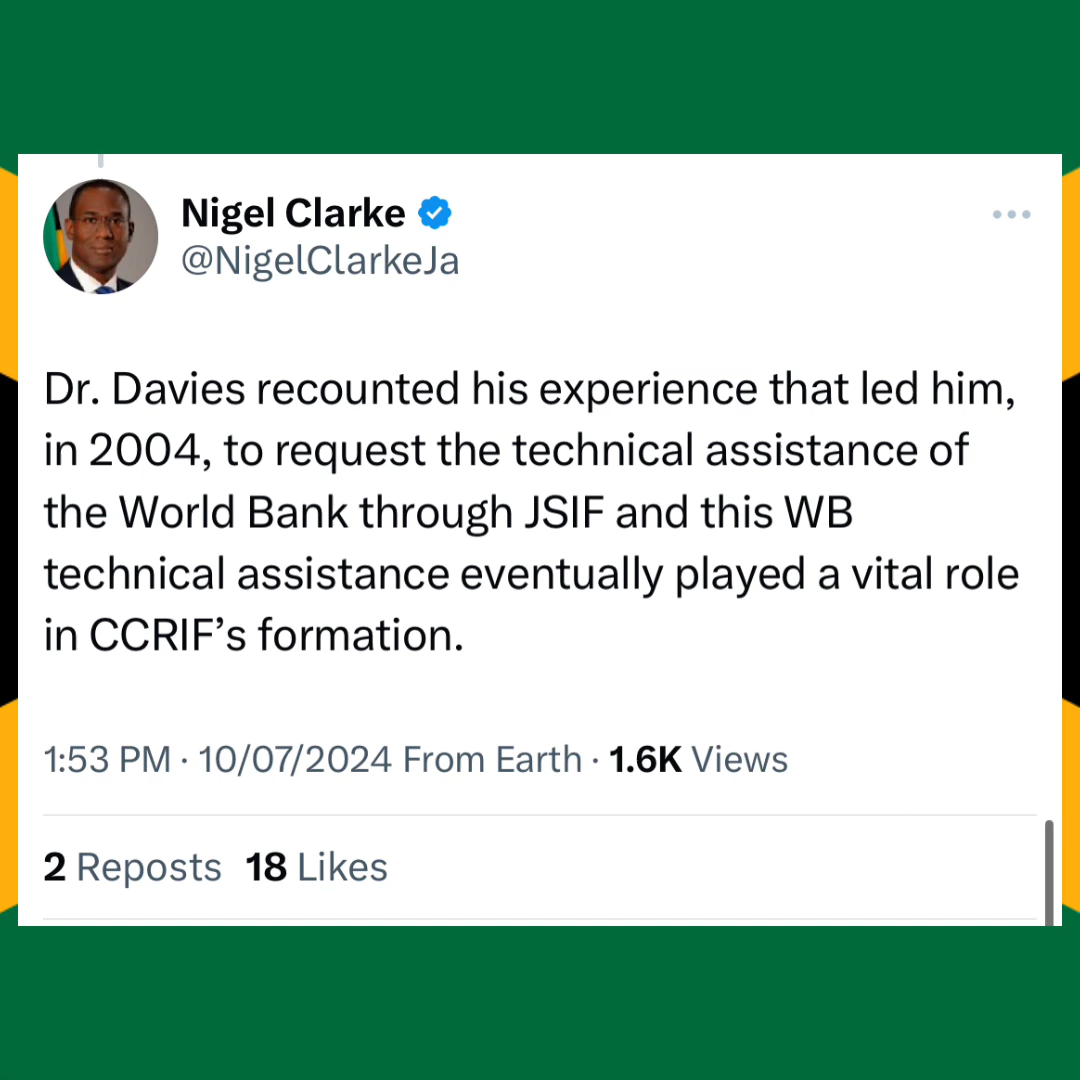 Nigel Clarke
@NigelClarkeJa
Dr. Davies recounted his experience that led him,
in 2004, to request the technical assistance of
the World Bank through JSIF and this WB
technical assistance eventually played a vital role
in CCRIF’s formation.
1:53 PM · 10/07/2024 From Earth · 1.6K Views
2 Reposts 18 Likes